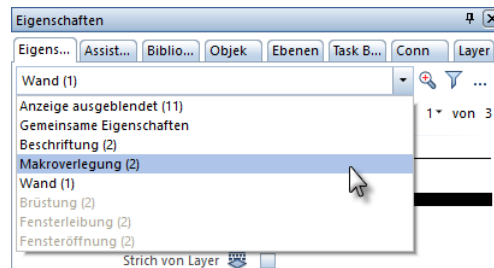 Eigenschaften
Eigens... Assist... Biblio... Objek Ebenen Task B... Conn Layer
Wand (1) ...
Anzeige ausgeblendet (11)
1 von 3
Gemeinsame Eigenschaften
Beschriftung (2)
Makroverlegung (2)
Wand (1)
Brüstung (2)
Fensterleibung (2)
Fensteröffnung (2)
Strich von Layer